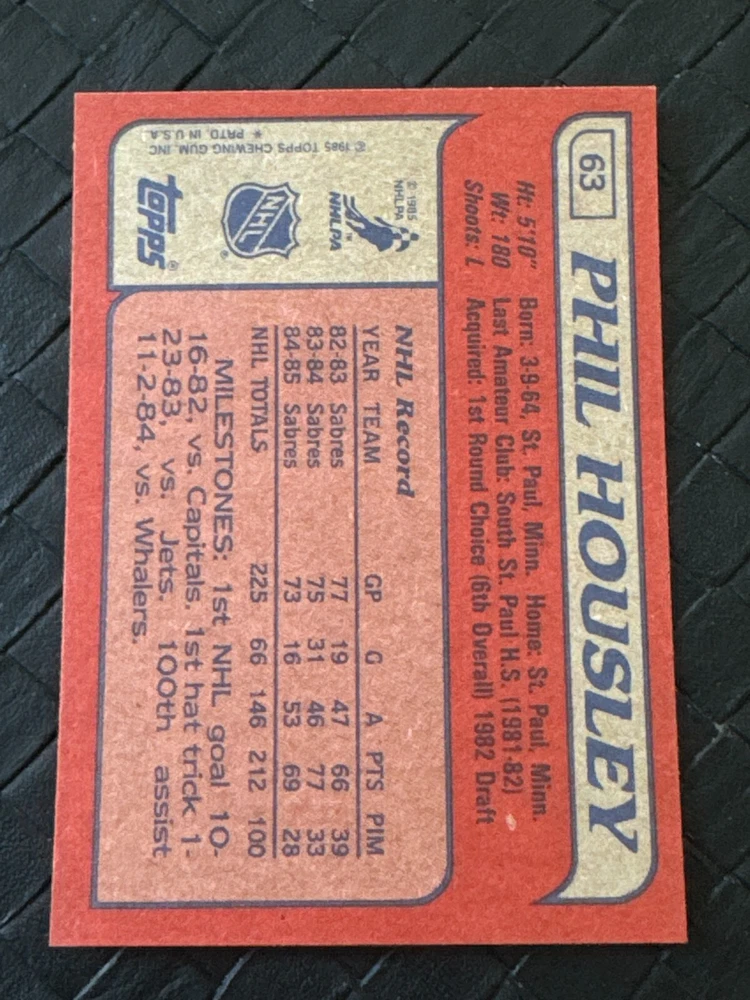 63 PHIL HOUSLEY
Ht: 5'10" Born: 3-9-64, St. Paul, Minn. Home: St. Paul, Minn.
Wt: 180 Last Amateur Club: South St. Paul H.S. (1981-82)
Shoots: L Acquired: 1st Round Choice (6th Overall) 1982 Draft
© 1985
NHLPA
NHLPA
TM
NHL
®
topps®
© 1985 TOPPS CHEWING GUM, INC
* PRTD. IN U.S.A
NHL Record
YEAR TEAM GP G A PTS PIM
82-83 Sabres 77 19 47 66 39
83-84 Sabres 75 31 46 77 33
84-85 Sabres 73 16 53 69 28
NHL TOTALS 225 66 146 212 100
MILESTONES: 1st NHL goal 10-
16-82, vs. Capitals. 1st hat trick 1-
23-83, vs. Jets. 100th assist
11-2-84, vs. Whalers.